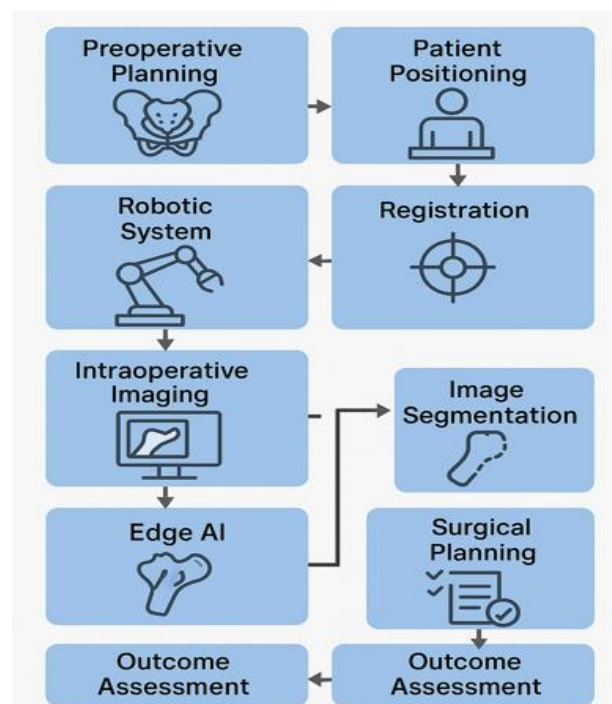 Preoperative
Planning
Patient
Positioning
Robotic
System
Registration
Intraoperative
Imaging
Image
Segmentation
Edge AI
Surgical
Planning
Outcome
Assessment
Outcome
Assessment